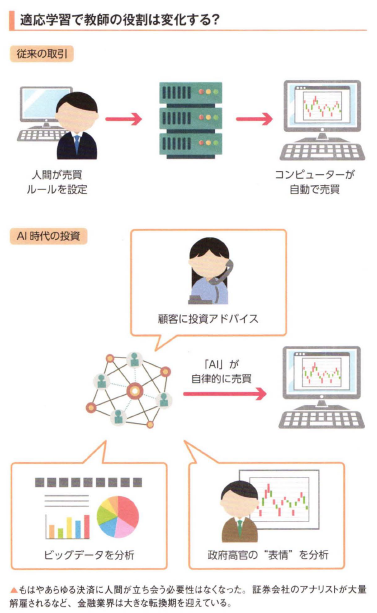 適応学習で教師の役割は変化する？
従来の取引
人間が売買
ルールを設定
コンピューターが
自動で売買
AI時代の投資
顧客に投資アドバイス
「AI」が
自律的に売買
ビッグデータを分析
政府高官の“表情”を分析
▲もはやあらゆる決済に人間が立ち会う必要性はなくなった。証券会社のアナリストが大量
解雇されるなど、金融業界は大きな転換期を迎えている。